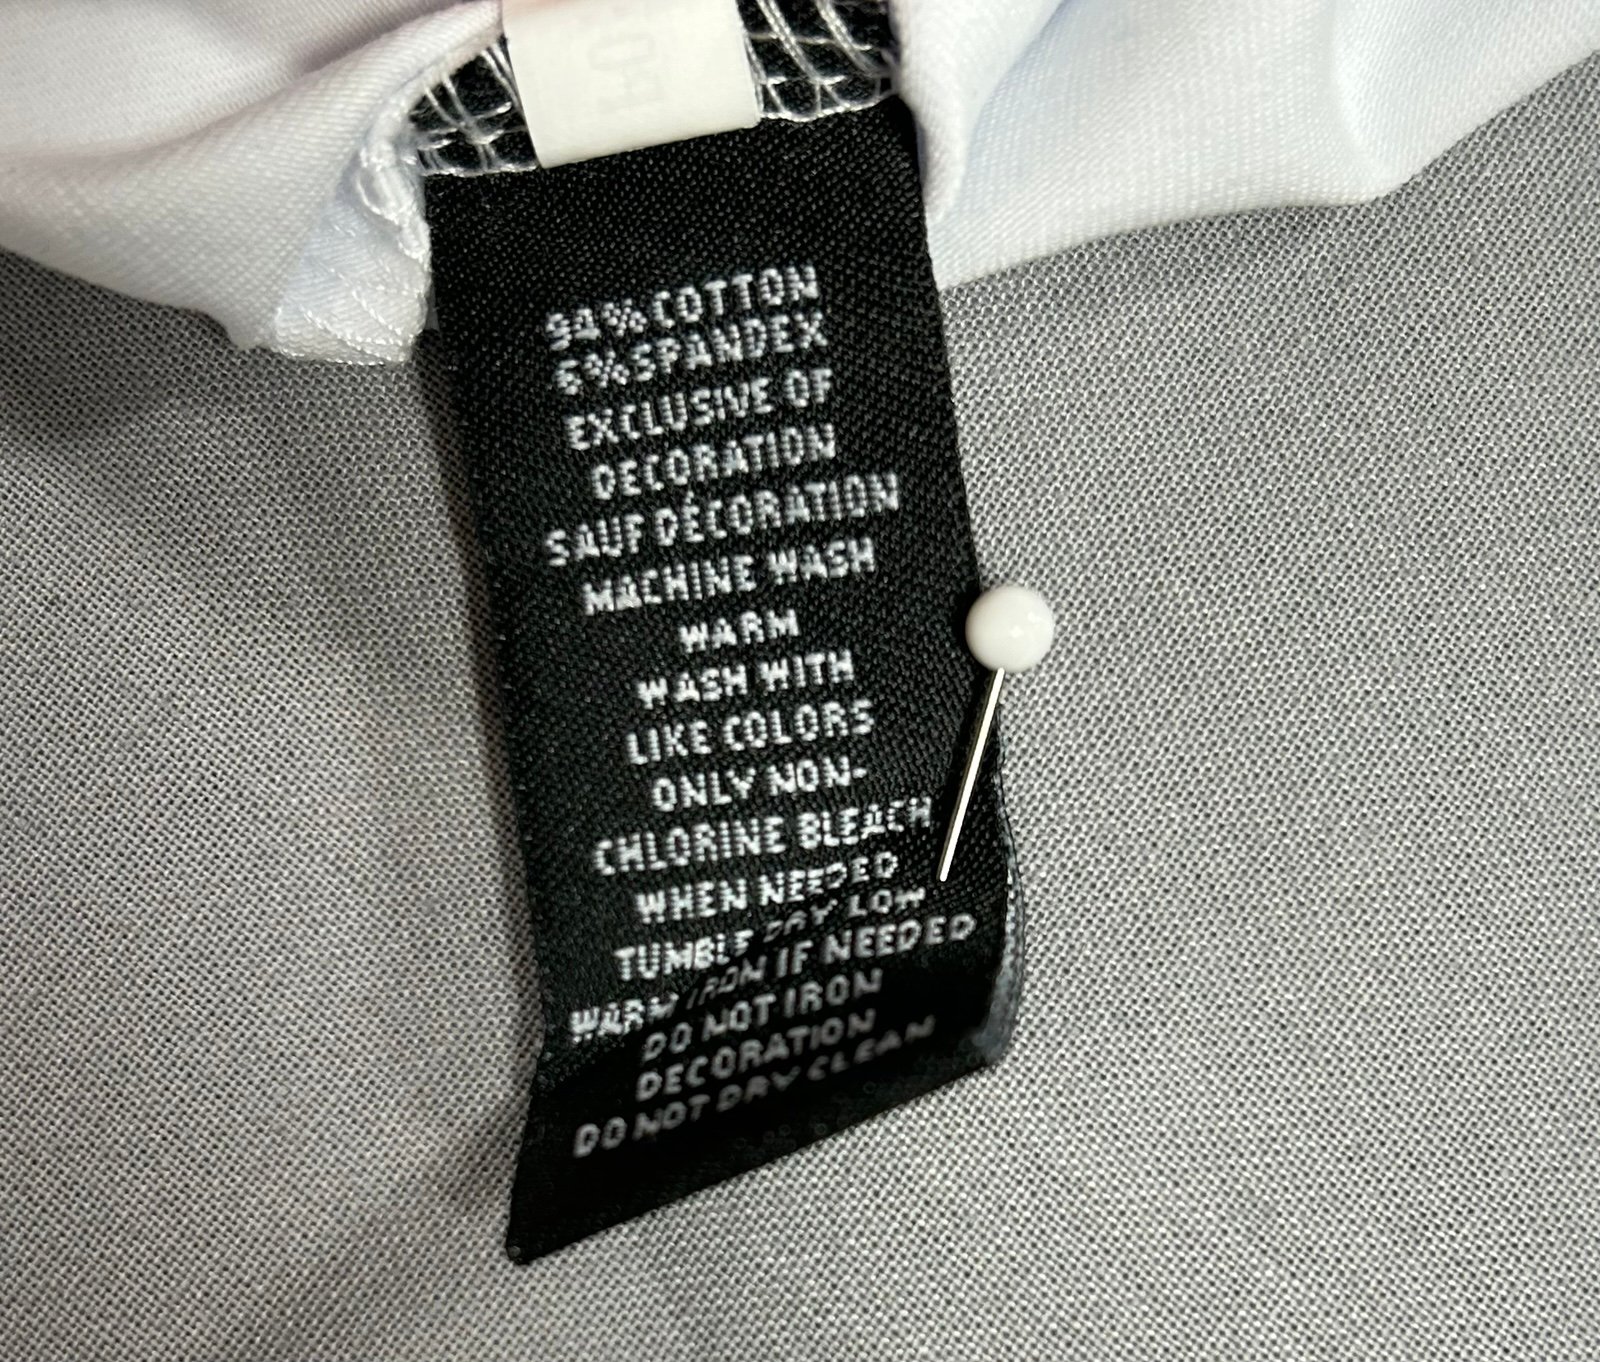 94% COTTON
6% SPANDEX
EXCLUSIVE OF
DECORATION
SAUF DÉCORATION
MACHINE WASH
WARM
WASH WITH
LIKE COLORS
ONLY NON-
CHLORINE BLEACH
WHEN NEEDED
TUMBLE DRY LOW
WARM IRON IF NEEDED
DO NOT IRON
DECORATION
DO NOT DRY CLEAN